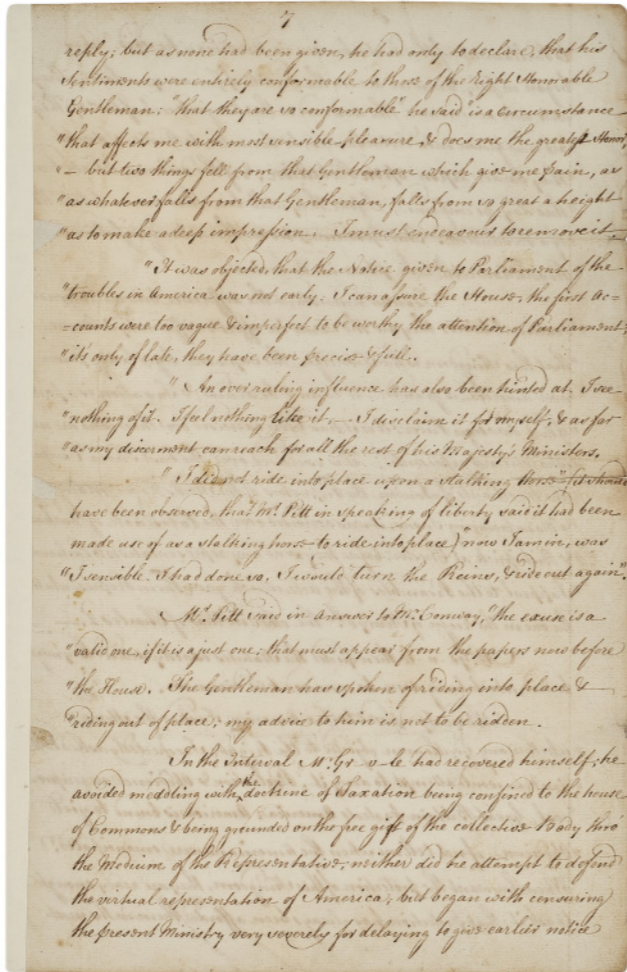 7
reply; but as none had been given, he had only to declare, that his
Sentiments were entirely conformable to those of the Right Honorable
Gentleman: "that they are so conformable" he said "is a circumstance
"that affects me with most sensible pleasure, & does me the greatest Honor,
"– but two things fell from that Gentleman which give me pain, as
"as whatever falls from that Gentleman, falls from so great a height
"as to make a deep impression. I must endeavour to remove it. –
"It was objected, that the Notice given to Parliament of the
"troubles in America was not early. I can assure the House, the first ac=
=counts were too vague & imperfect to be worthy the attention of Parliament;
"it's only of late, they have been precise & full.
"An overruling influence has also been hinted at. I see
"nothing of it. I feel nothing like it, – I disclaim it for myself, & as far
"as my discernment can reach for all the rest of his Majesty's Ministers.
"I did not ride into place upon a stalking Horse" (it should
have been observed, that Mr. Pitt in speaking of liberty said it had been
made use of as a stalking horse to ride into place) "now I am in, was
"I sensible I had done so, I would turn the Reins, & ride out again".
Mr. Pitt said in answer to Mr. Conway, "the excuse is a
"valid one, if it is a just one; that must appear from the papers now before
"the House. The Gentleman has spoken of riding into place & –
"riding out of place; my advice to him is not to be ridden.
In the Interval Mr. Gr v–le had recovered himself; he
avoided meddling with the doctrine of Taxation being confined to the house
of Commons & being grounded on the free gift of the collective Body thro'
the Medium of the Representative; neither did he attempt to defend
the virtual representation of America; but began with censuring
the present Ministry very severely for delaying to give earlier notice